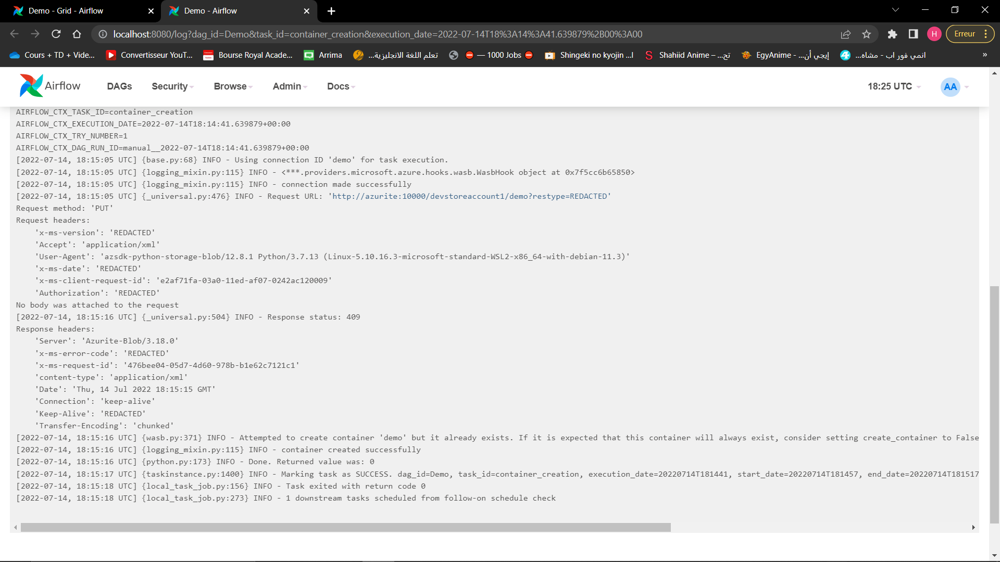 Demo - Grid - Airflow
Demo - Airflow
localhost:8080/log?dag_id=Demo&task_id=container_creation&execution_date=2022-07-14T18%3A14%3A41.639879%2B00%3A00
H
Erreur
Cours + TD + Vide...
Convertisseur YouT...
Bourse Royal Acade...
Arrima
تعلم اللغة الانجليزية...
— 1000 Jobs
Shingeki no kyojin ...ا
Shahiid Anime – ...تح
EgyAnime - ...إيجي أن
انمي فور اب - مشاه...
»
Airflow
DAGs
Security
Browse
Admin
Docs
18:25 UTC
AA
AIRFLOW_CTX_TASK_ID=container_creation
AIRFLOW_CTX_EXECUTION_DATE=2022-07-14T18:14:41.639879+00:00
AIRFLOW_CTX_TRY_NUMBER=1
AIRFLOW_CTX_DAG_RUN_ID=manual__2022-07-14T18:14:41.639879+00:00
[2022-07-14, 18:15:05 UTC] {base.py:68} INFO - Using connection ID 'demo' for task execution.
[2022-07-14, 18:15:05 UTC] {logging_mixin.py:115} INFO - <***.providers.microsoft.azure.hooks.wasb.WasbHook object at 0x7f5cc6b65850>
[2022-07-14, 18:15:05 UTC] {logging_mixin.py:115} INFO - connection made successfully
[2022-07-14, 18:15:05 UTC] {_universal.py:476} INFO - Request URL: 'http://azurite:10000/devstoreaccount1/demo?restype=REDACTED'
Request method: 'PUT'
Request headers:
'x-ms-version': 'REDACTED'
'Accept': 'application/xml'
'User-Agent': 'azsdk-python-storage-blob/12.8.1 Python/3.7.13 (Linux-5.10.16.3-microsoft-standard-WSL2-x86_64-with-debian-11.3)'
'x-ms-date': 'REDACTED'
'x-ms-client-request-id': 'e2af71fa-03a0-11ed-af07-0242ac120009'
'Authorization': 'REDACTED'
No body was attached to the request
[2022-07-14, 18:15:16 UTC] {_universal.py:504} INFO - Response status: 409
Response headers:
'Server': 'Azurite-Blob/3.18.0'
'x-ms-error-code': 'REDACTED'
'x-ms-request-id': '476bee04-05d7-4d60-978b-b1e62c7121c1'
'content-type': 'application/xml'
'Date': 'Thu, 14 Jul 2022 18:15:15 GMT'
'Connection': 'keep-alive'
'Keep-Alive': 'REDACTED'
'Transfer-Encoding': 'chunked'
[2022-07-14, 18:15:16 UTC] {wasb.py:371} INFO - Attempted to create container 'demo' but it already exists. If it is expected that this container will always exist, consider setting create_container to False
[2022-07-14, 18:15:16 UTC] {logging_mixin.py:115} INFO - container created successfully
[2022-07-14, 18:15:16 UTC] {python.py:173} INFO - Done. Returned value was: 0
[2022-07-14, 18:15:17 UTC] {taskinstance.py:1400} INFO - Marking task as SUCCESS. dag_id=Demo, task_id=container_creation, execution_date=20220714T181441, start_date=20220714T181457, end_date=20220714T181517
[2022-07-14, 18:15:18 UTC] {local_task_job.py:156} INFO - Task exited with return code 0
[2022-07-14, 18:15:18 UTC] {local_task_job.py:273} INFO - 1 downstream tasks scheduled from follow-on schedule check